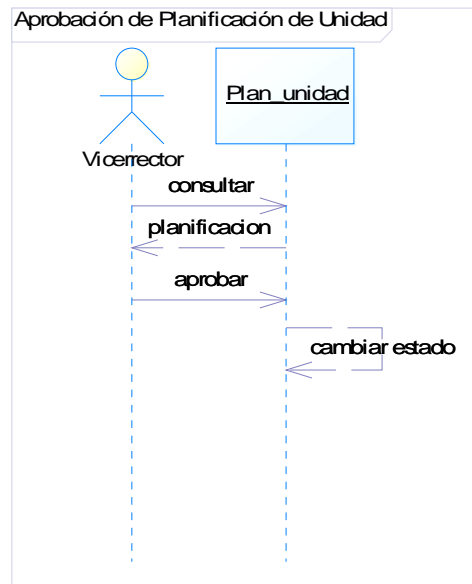 Aprobación de Planificación de Unidad
Plan_unidad
Vicerrector
consultar
planificacion
aprobar
cambiar estado